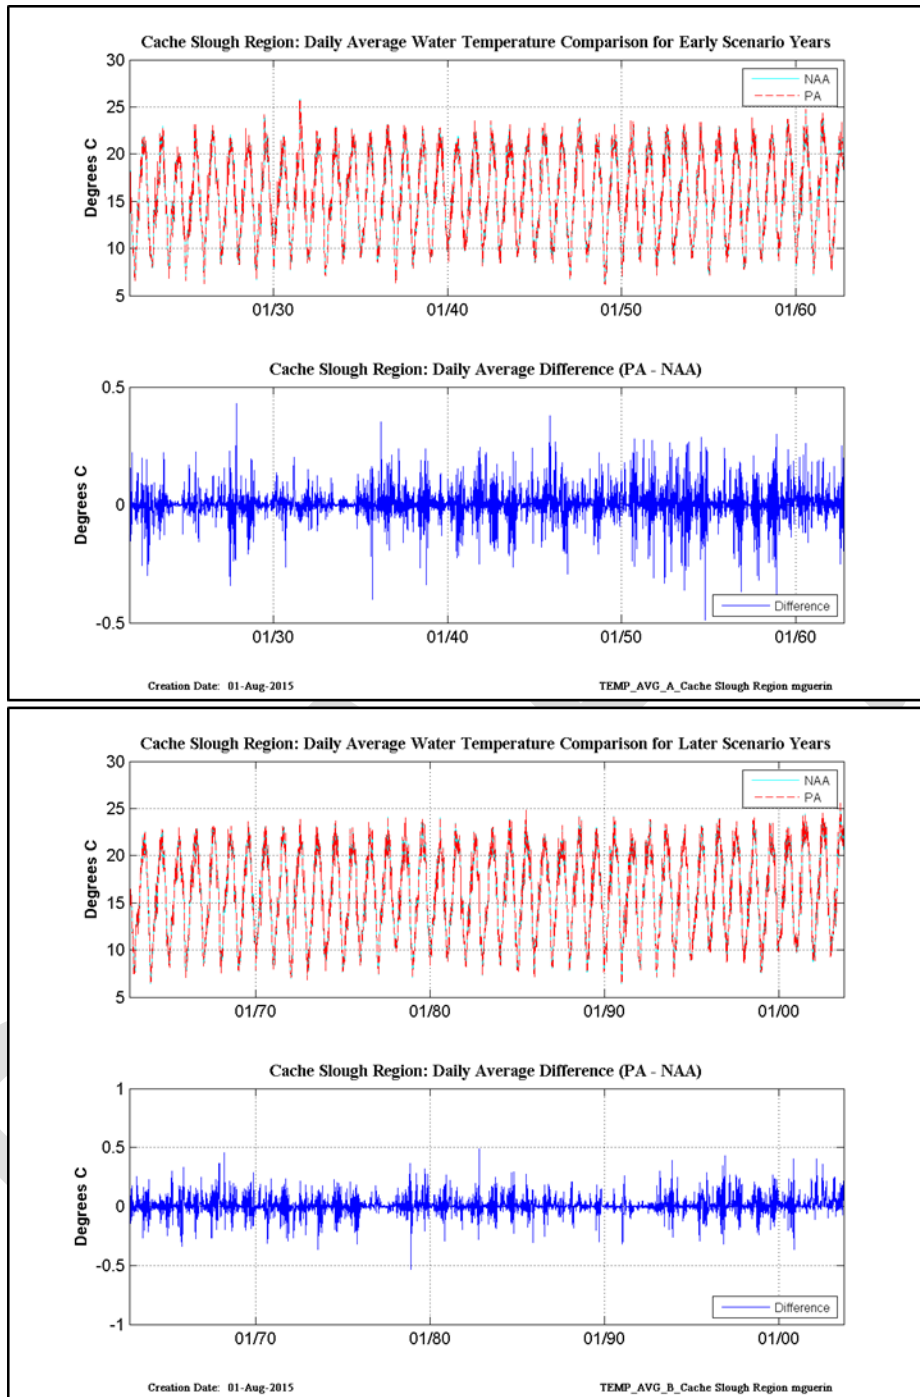 Cache Slough Region: Daily Average Water Temperature Comparison for Early Scenario Years
30
25
20
15
10
5
Degrees C
NAA
PA
01/30
01/40
01/50
01/60
Cache Slough Region: Daily Average Difference (PA - NAA)
0.5
0
-0.5
Degrees C
Difference
01/30
01/40
01/50
01/60
Creation Date: 01-Aug-2015
TEMP_AVG_A_Cache Slough Region mguerin
Cache Slough Region: Daily Average Water Temperature Comparison for Later Scenario Years
30
25
20
15
10
5
Degrees C
NAA
PA
01/70
01/80
01/90
01/00
Cache Slough Region: Daily Average Difference (PA - NAA)
1
0.5
0
-0.5
-1
Degrees C
Difference
01/70
01/80
01/90
01/00
Creation Date: 01-Aug-2015
TEMP_AVG_B_Cache Slough Region mguerin